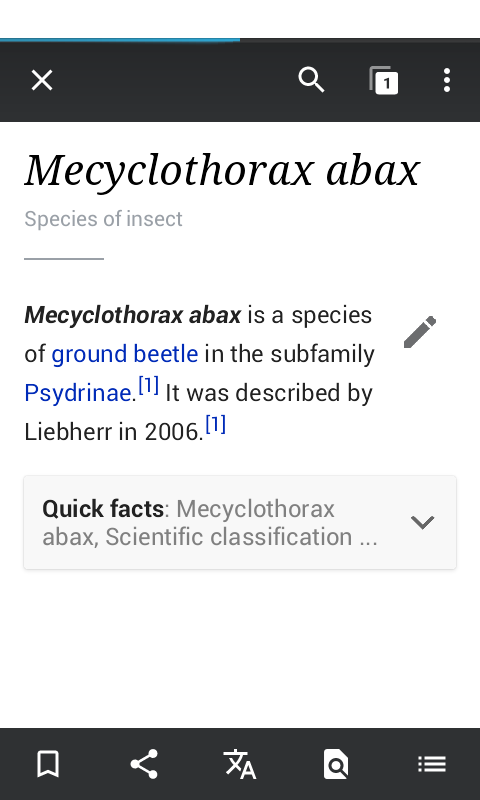 1
Mecyclothorax abax
Species of insect
Mecyclothorax abax is a species
of ground beetle in the subfamily
Psydrinae.[1] It was described by
Liebherr in 2006.[1]
Quick facts: Mecyclothorax
abax, Scientific classification ...